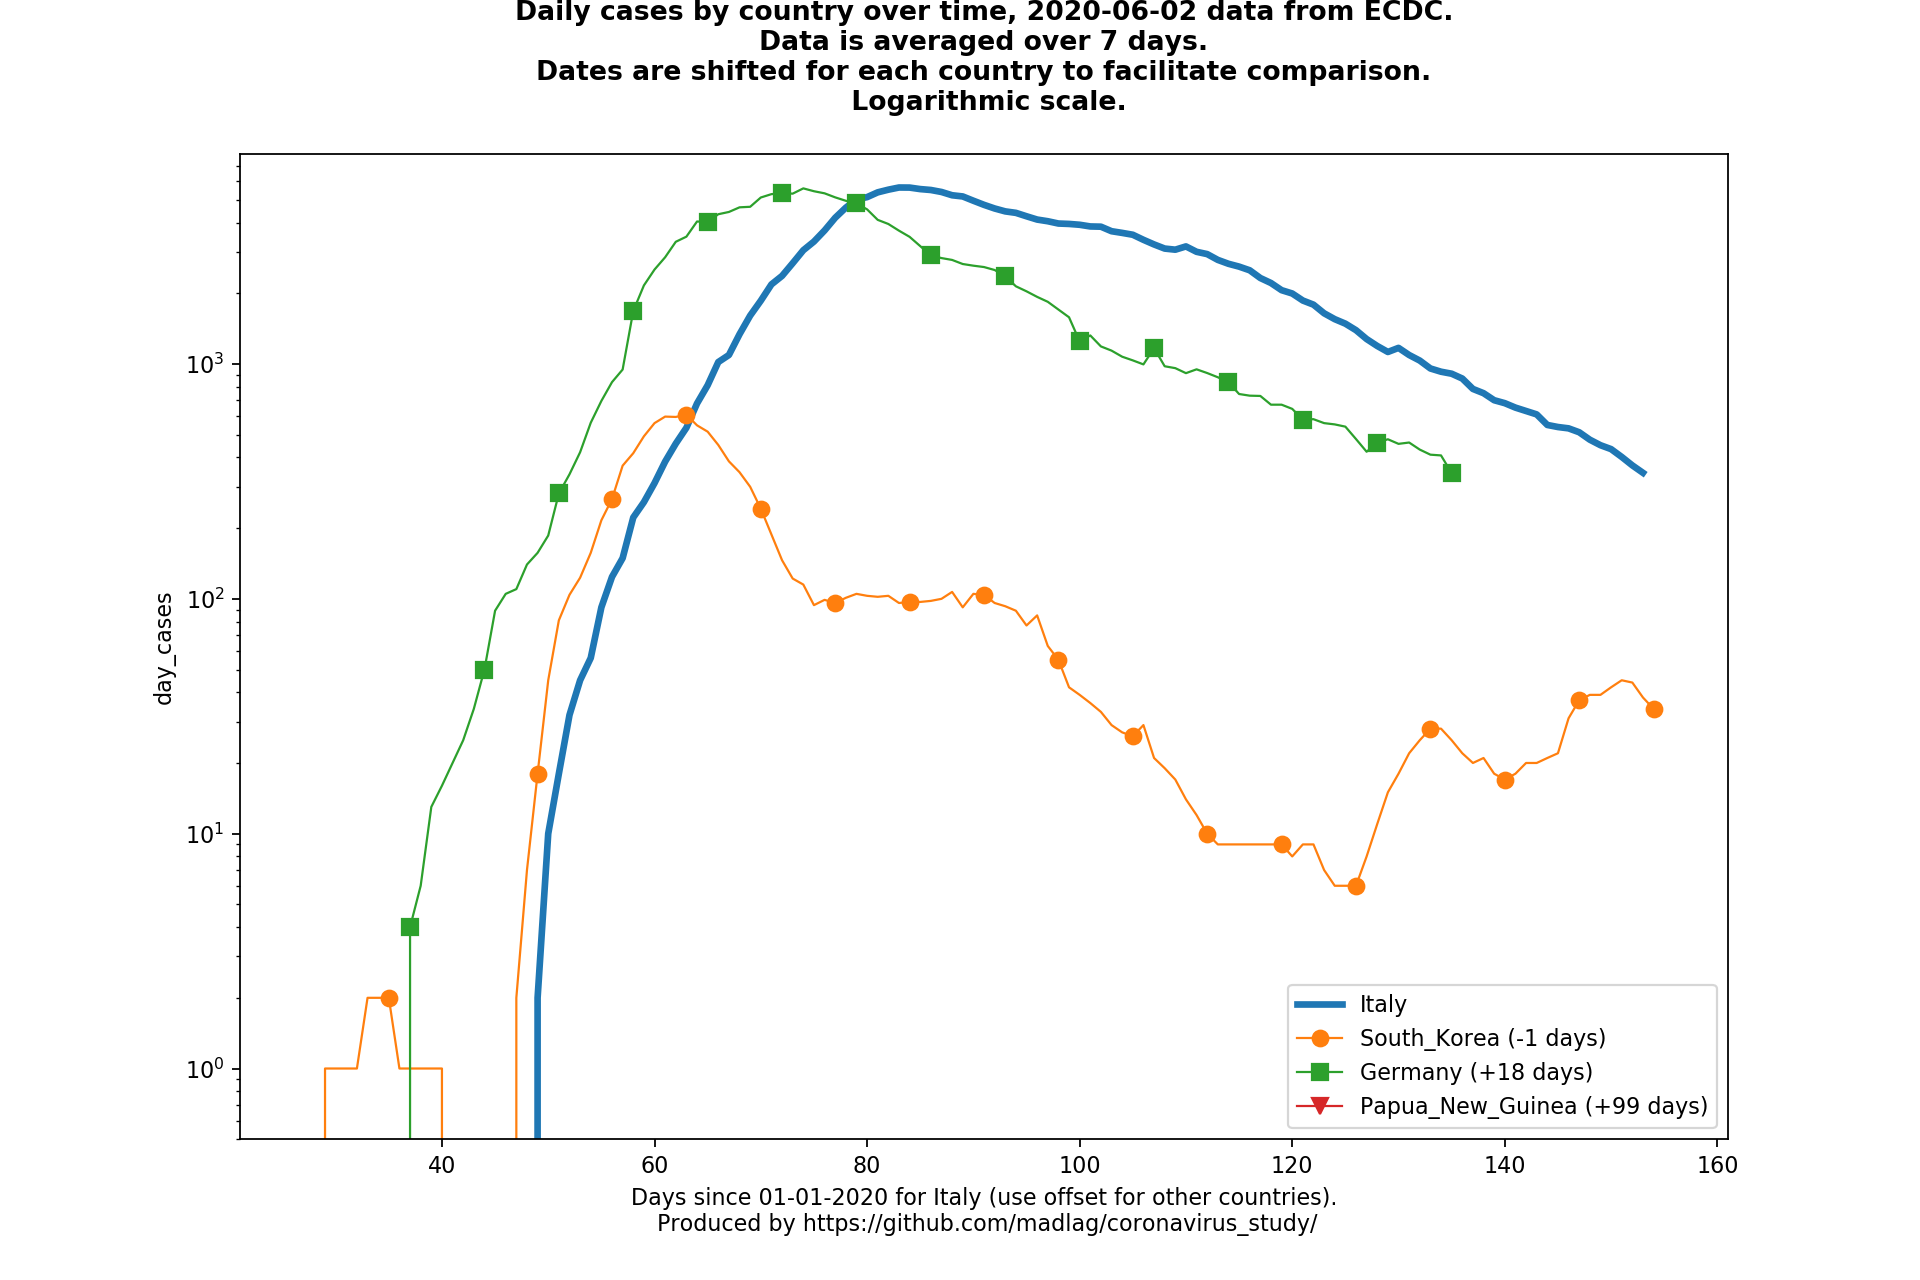 Daily cases by country over time, 2020-06-02 data from ECDC.
Data is averaged over 7 days.
Dates are shifted for each country to facilitate comparison.
Logarithmic scale.
10³
10²
10¹
10⁰
day_cases
Italy
South_Korea (-1 days)
Germany (+18 days)
Papua_New_Guinea (+99 days)
40 60 80 100 120 140 160
Days since 01-01-2020 for Italy (use offset for other countries).
Produced by https://github.com/madlag/coronavirus_study/